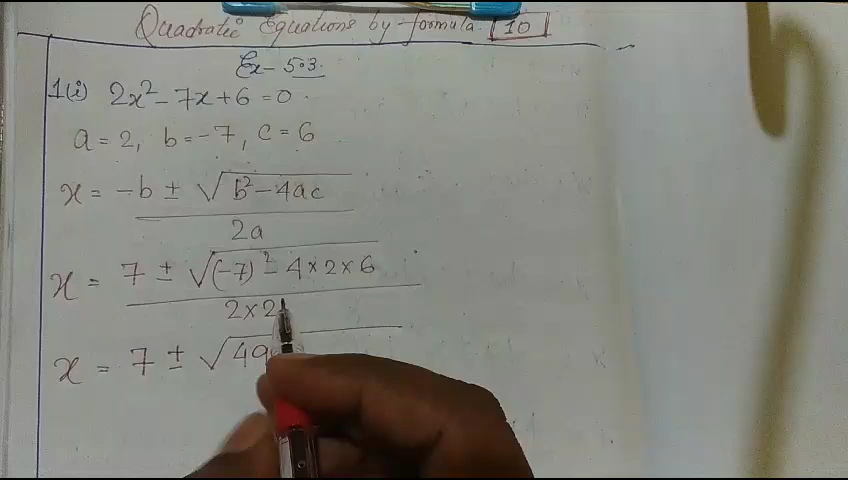 Quadratic Equations by formula. 10
Ex- 5.3.
1(i) 2x² - 7x + 6 = 0.
a = 2, b = -7, c = 6
x = -b ± √(b² - 4ac)
2a
x = 7 ± √((-7)² - 4 × 2 × 6)
2 × 2
x = 7 ± √49